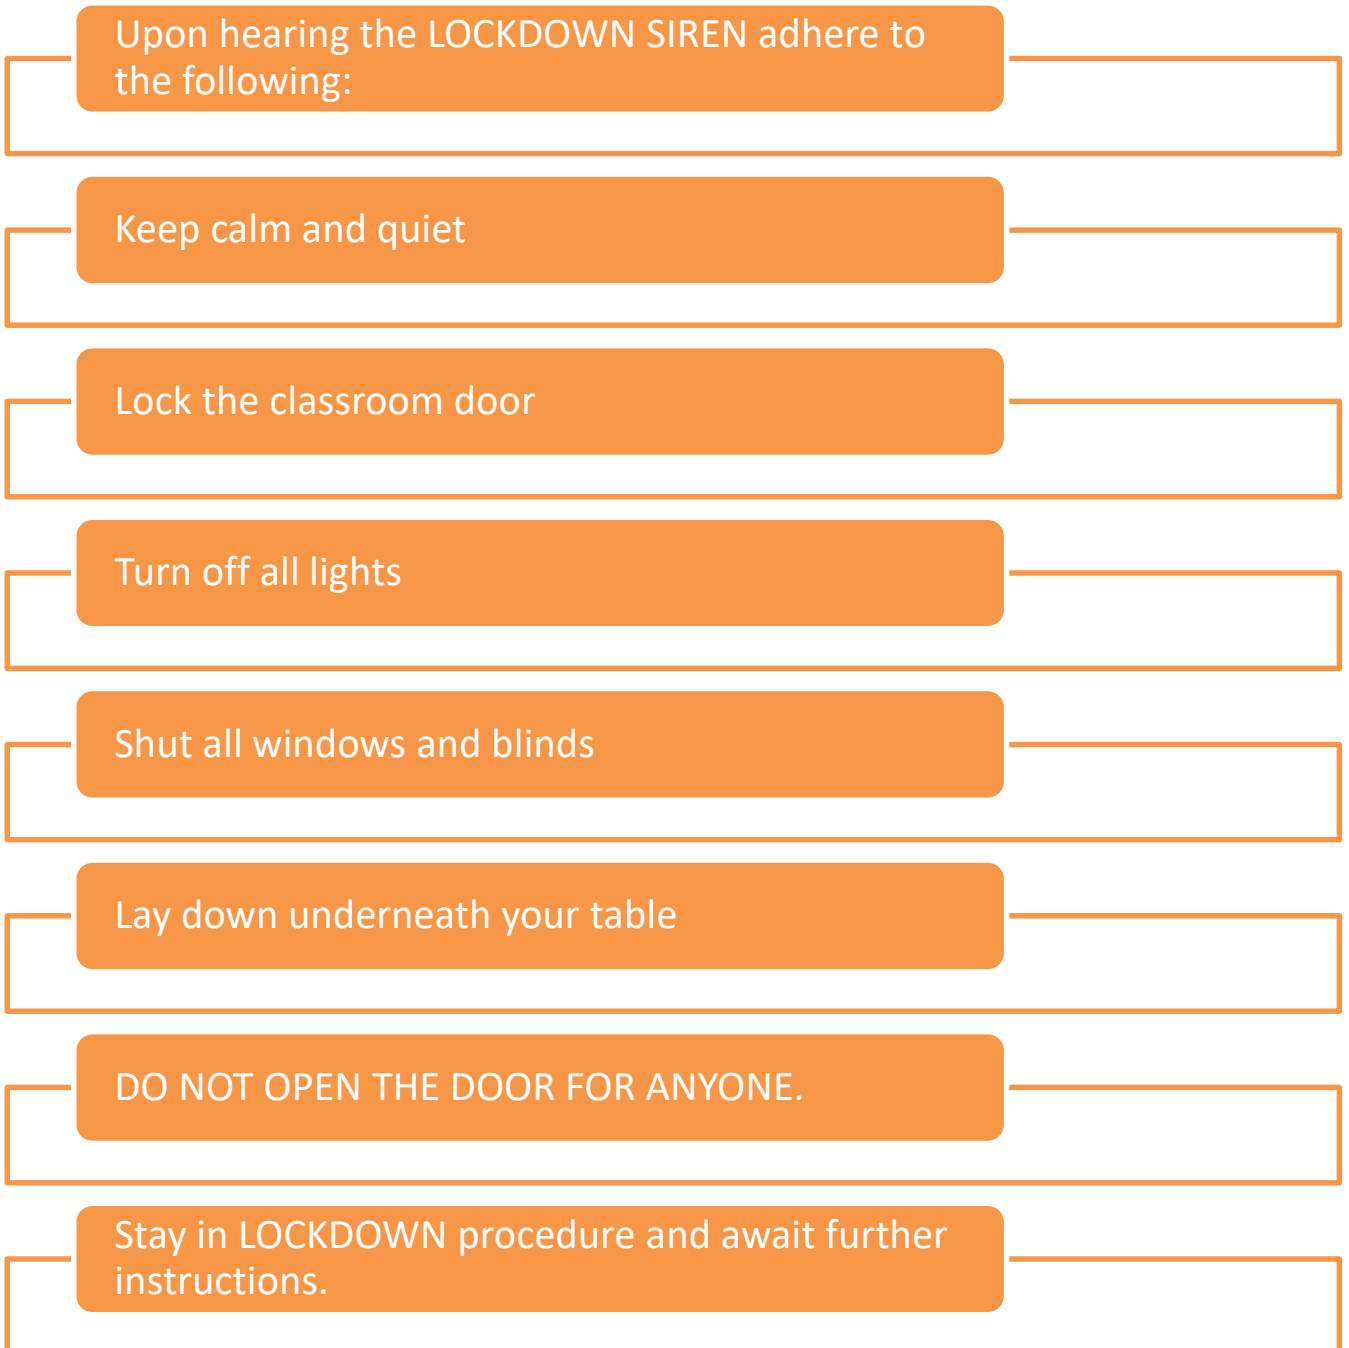 Upon hearing the LOCKDOWN SIREN adhere to
the following:
Keep calm and quiet
Lock the classroom door
Turn off all lights
Shut all windows and blinds
Lay down underneath your table
DO NOT OPEN THE DOOR FOR ANYONE.
Stay in LOCKDOWN procedure and await further
instructions.